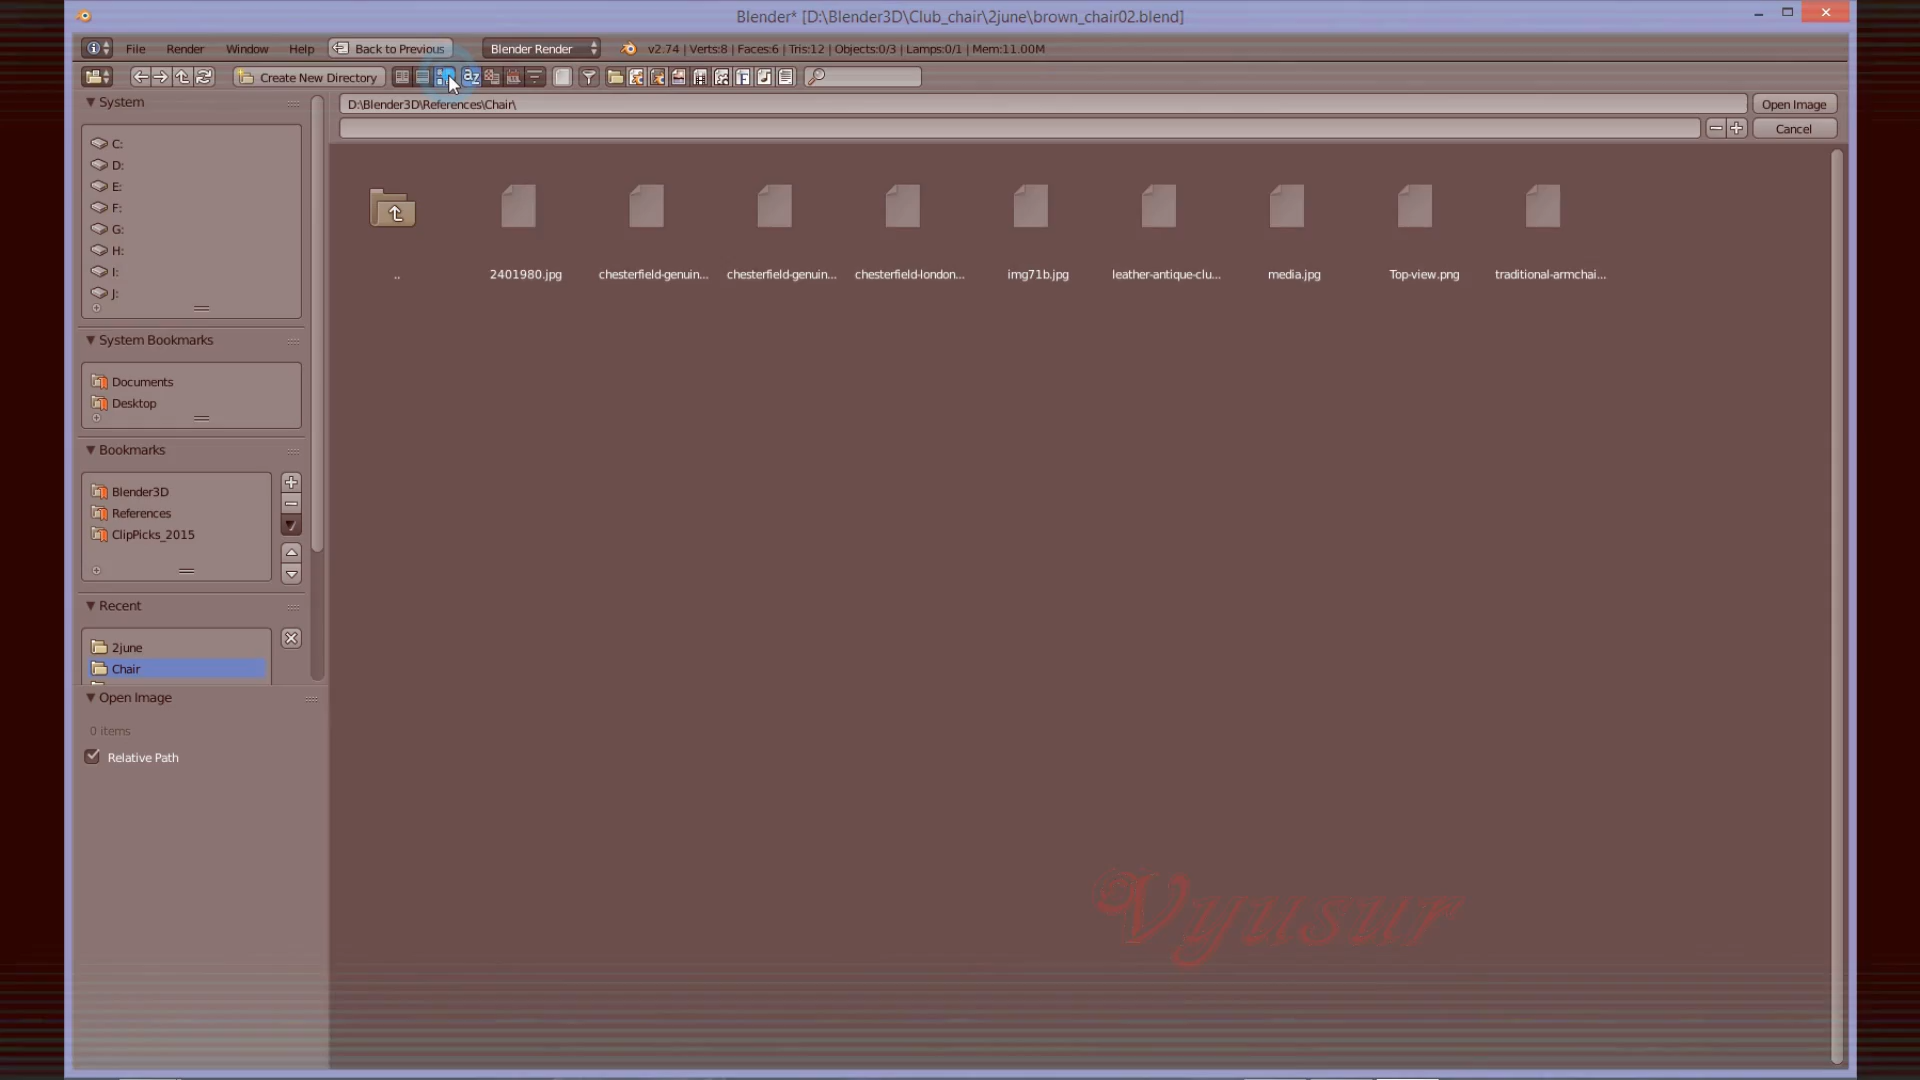 Blender* [D:\Blender3D\Club_chair\2june\brown_chair02.blend]
File Render Window Help Back to Previous Blender Render v2.74 | Verts:8 | Faces:6 | Tris:12 | Objects:0/3 | Lamps:0/1 | Mem:11.00M
Create New Directory
System
D:\Blender3D\References\Chair\
Open Image
Cancel
C:
D:
E:
F:
G:
H:
I:
J:
.. 2401980.jpg chesterfield-genuin... chesterfield-genuin... chesterfield-london... img71b.jpg leather-antique-clu... media.jpg Top-view.png traditional-armchai...
System Bookmarks
Documents
Desktop
Bookmarks
Blender3D
References
ClipPicks_2015
Recent
2june
Chair
Open Image
0 items
Relative Path
Vyusur